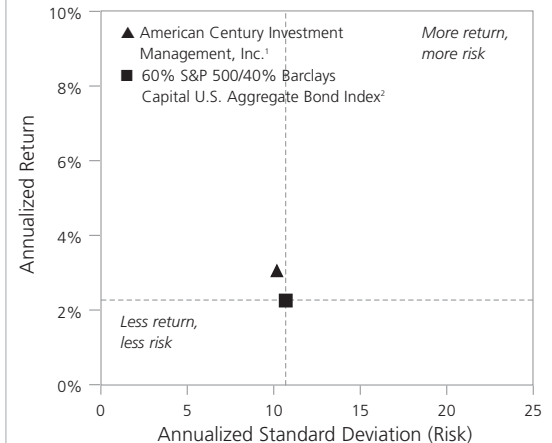 10%
▲ American Century Investment
Management, Inc.¹
■ 60% S&P 500/40% Barclays
Capital U.S. Aggregate Bond Index²
More return,
more risk
8%
6%
4%
2%
0%
Annualized Return
Less return,
less risk
0 5 10 15 20 25
Annualized Standard Deviation (Risk)